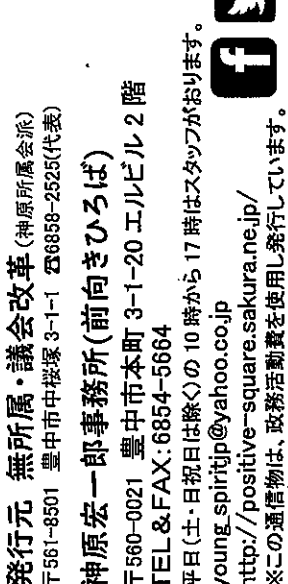 発行元 無所属・議会改革(神原所属会派)
〒561-8501 豊中市中桜塚3-1-1 ☎6858-2525(代表)
神原宏一郎事務所(前向きひろば)
〒560-0021 豊中市本町3-1-20エルビル2階
TEL&FAX:6854-5664
平日(土・日祝日は除く)の10時から17時はスタッフがおります。
young_spiritjp@yahoo.co.jp
http://positive-square.sakura.ne.jp/
※この通信物は、政務活動費を使用し発行しています。